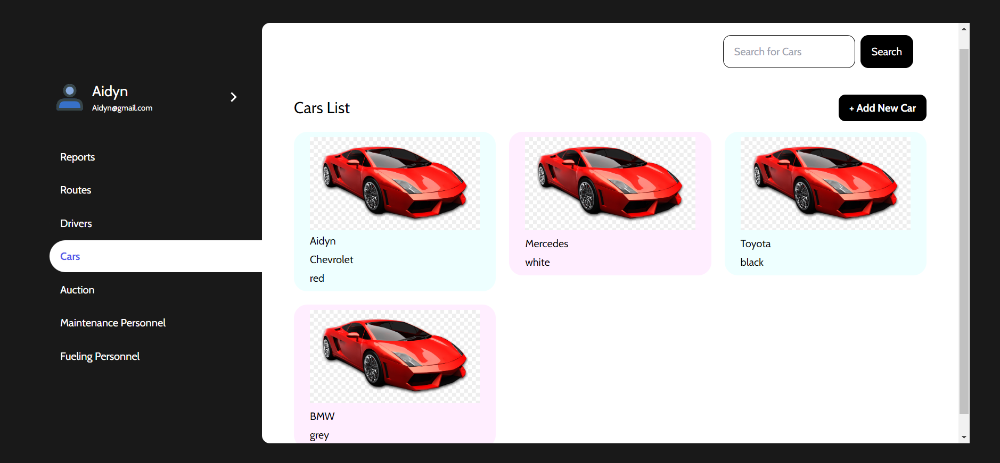 Aidyn
Aidyn@gmail.com
Reports
Routes
Drivers
Cars
Auction
Maintenance Personnel
Fueling Personnel
Search for Cars
Search
Cars List
+ Add New Car
Aidyn
Chevrolet
red
Mercedes
white
Toyota
black
BMW
grey